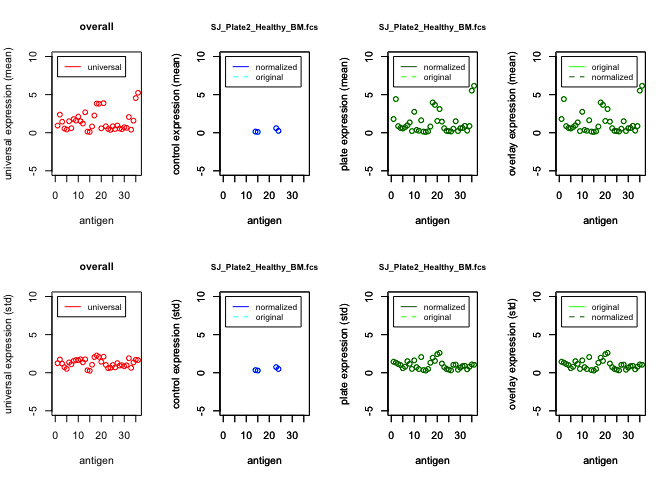 overall
SJ_Plate2_Healthy_BM.fcs
SJ_Plate2_Healthy_BM.fcs
universal expression (mean)
10
5
0
-5
universal
0 10 20 30
antigen
control expression (mean)
10
5
0
-5
normalized
original
0 10 20 30
antigen
plate expression (mean)
10
5
0
-5
normalized
original
0 10 20 30
antigen
overlay expression (mean)
10
5
0
-5
original
normalized
0 10 20 30
antigen
overall
SJ_Plate2_Healthy_BM.fcs
SJ_Plate2_Healthy_BM.fcs
universal expression (std)
10
5
0
-5
universal
0 10 20 30
antigen
control expression (std)
10
5
0
-5
normalized
original
0 10 20 30
antigen
plate expression (std)
10
5
0
-5
normalized
original
0 10 20 30
antigen
overlay expression (std)
10
5
0
-5
original
normalized
0 10 20 30
antigen